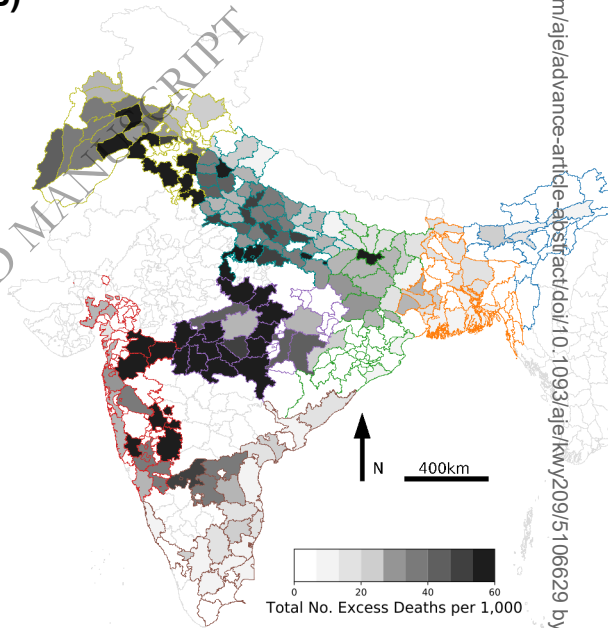 D MANUSCRIPT
m/aje/advance-article-abstract/doi/10.1093/aje/kwy209/5106629 by
N
400km
0 20 40 60
Total No. Excess Deaths per 1,000